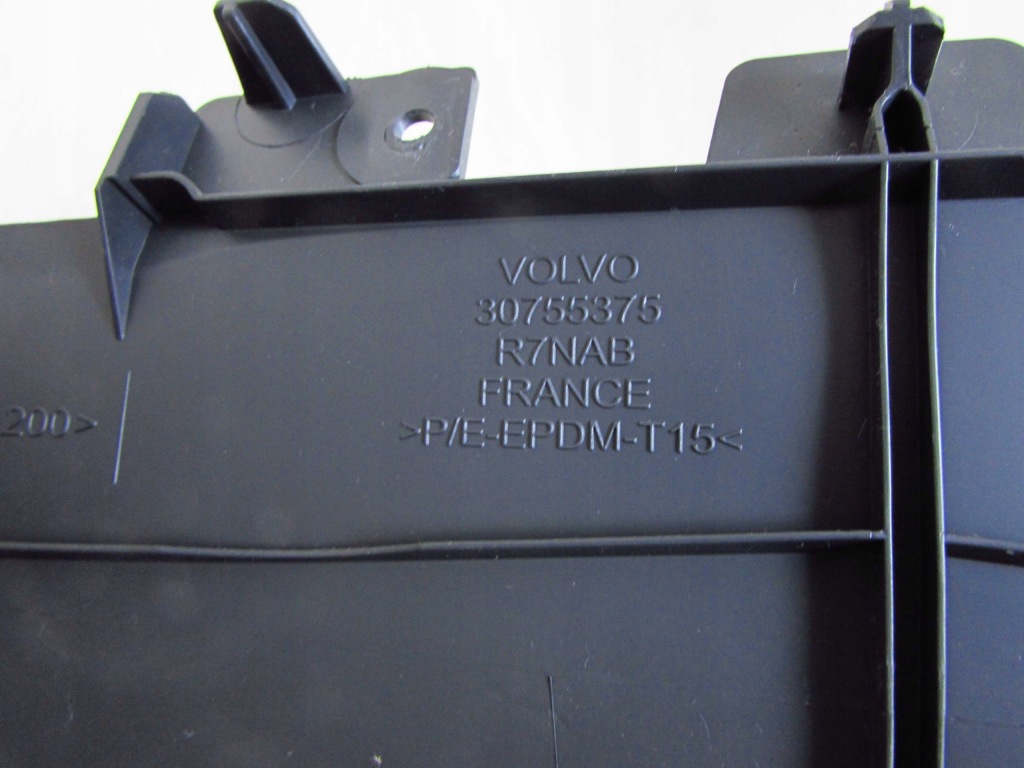 VOLVO
30755375
R7NAB
FRANCE
200>
>P/E-EPDM-T15<